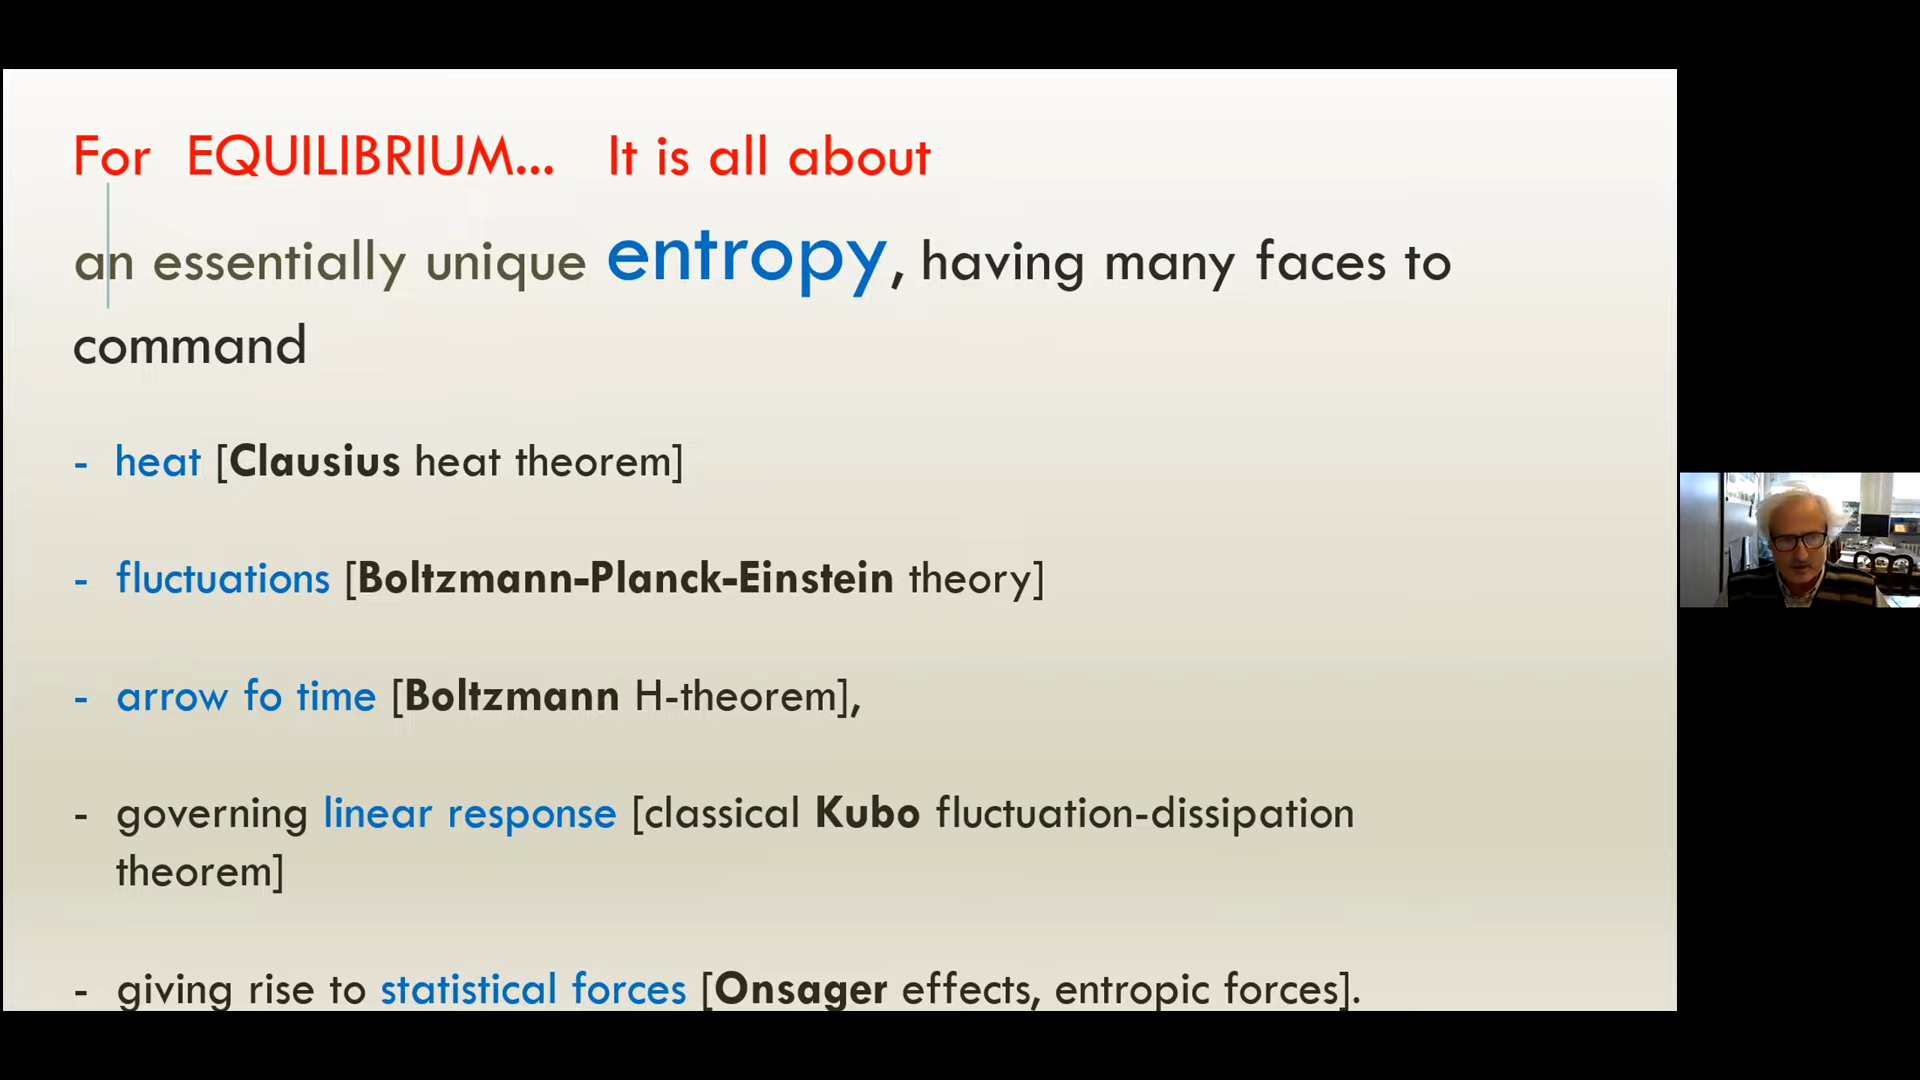 For EQUILIBRIUM... It is all about
an essentially unique entropy, having many faces to
command
- heat [Clausius heat theorem]
- fluctuations [Boltzmann-Planck-Einstein theory]
- arrow fo time [Boltzmann H-theorem],
- governing linear response [classical Kubo fluctuation-dissipation
theorem]
- giving rise to statistical forces [Onsager effects, entropic forces].